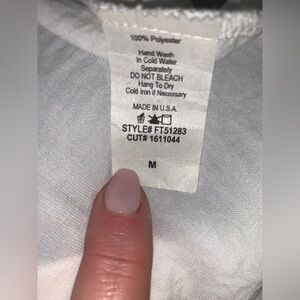 100% Polyester
Hand Wash
In Cold Water
Separately
DO NOT BLEACH
Hang To Dry
Cold Iron if Necessary
MADE IN U.S.A.
STYLE# FT51283
CUT# 1611044
M